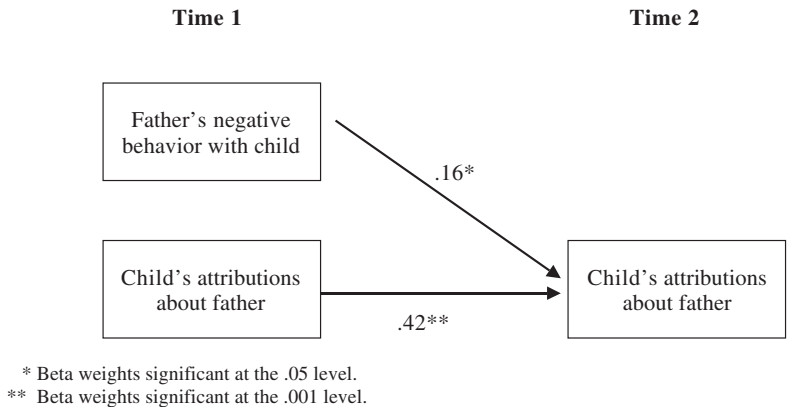 Time 1
Time 2
Father's negative
behavior with child
.16*
Child's attributions
about father
Child's attributions
about father
.42**
* Beta weights significant at the .05 level.
** Beta weights significant at the .001 level.